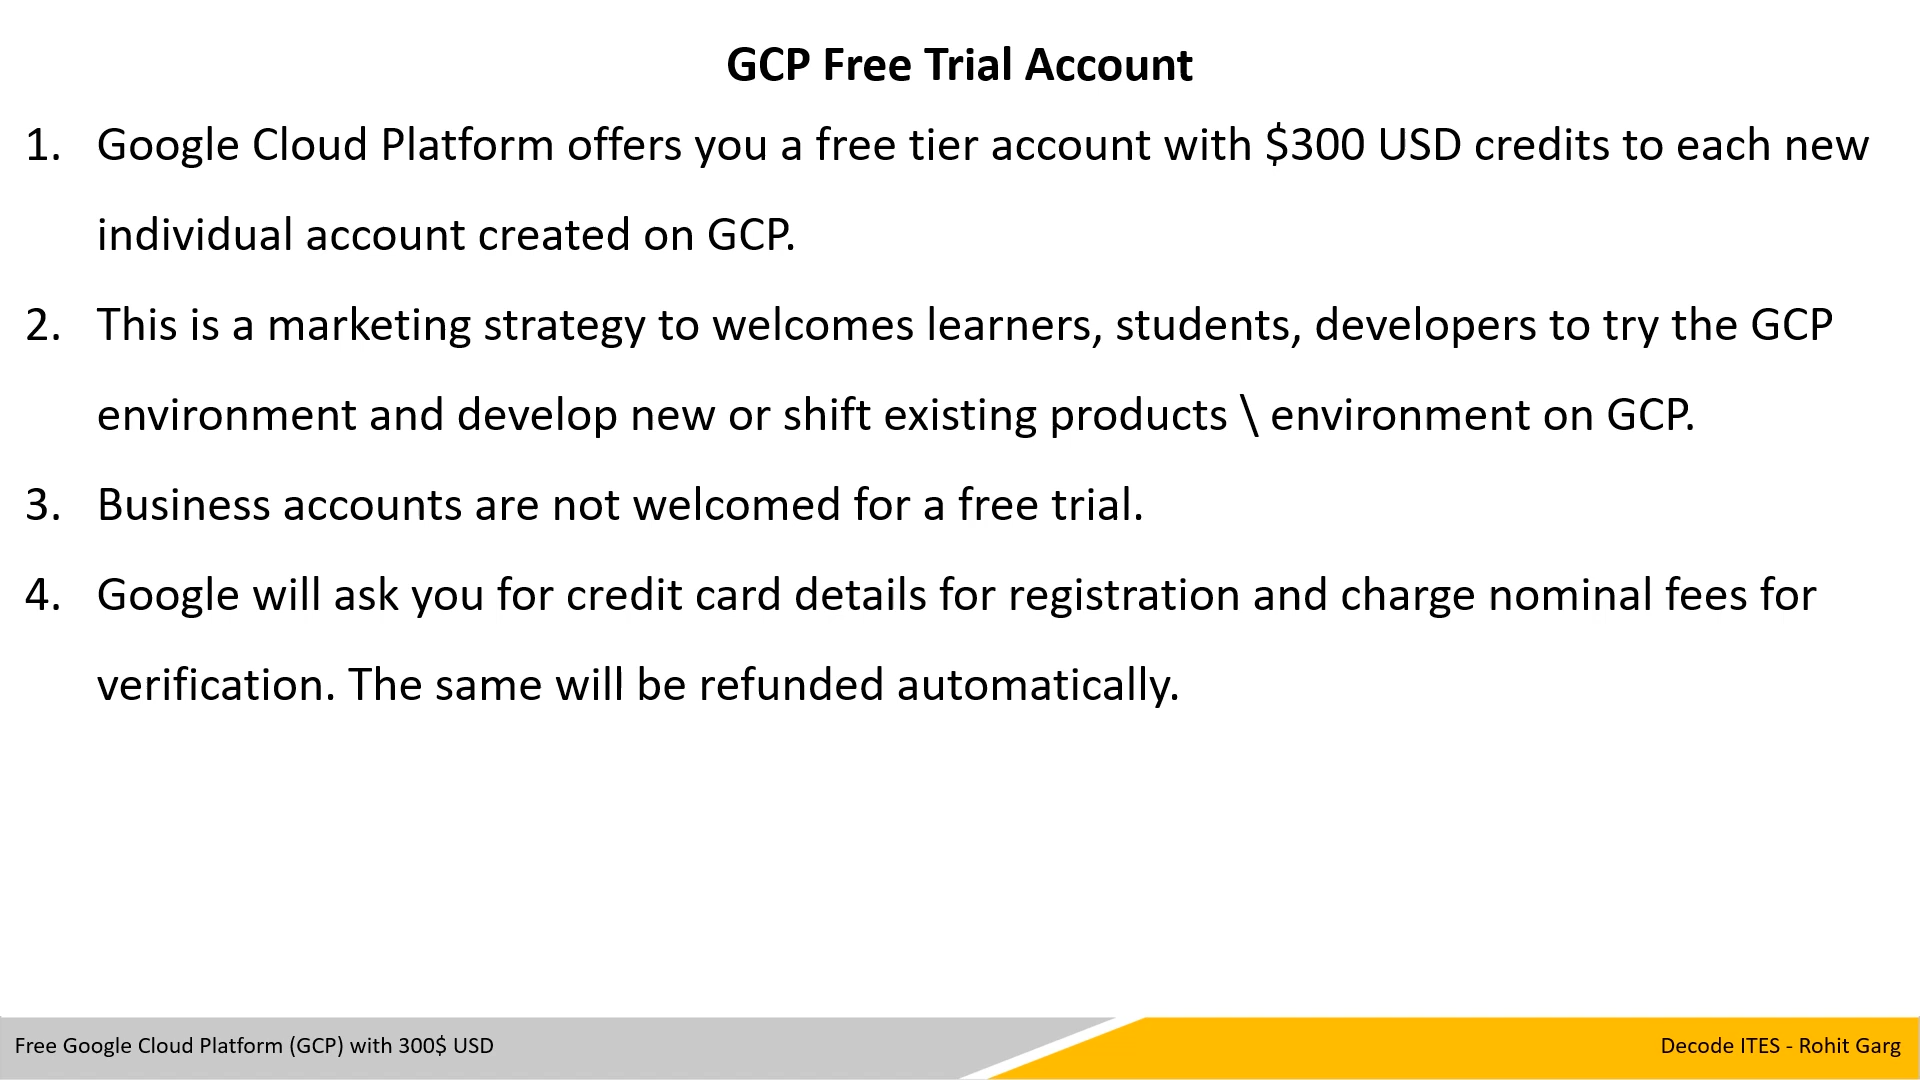 GCP Free Trial Account
1. Google Cloud Platform offers you a free tier account with $300 USD credits to each new
individual account created on GCP.
2. This is a marketing strategy to welcomes learners, students, developers to try the GCP
environment and develop new or shift existing products \ environment on GCP.
3. Business accounts are not welcomed for a free trial.
4. Google will ask you for credit card details for registration and charge nominal fees for
verification. The same will be refunded automatically.
Free Google Cloud Platform (GCP) with 300$ USD
Decode ITES - Rohit Garg